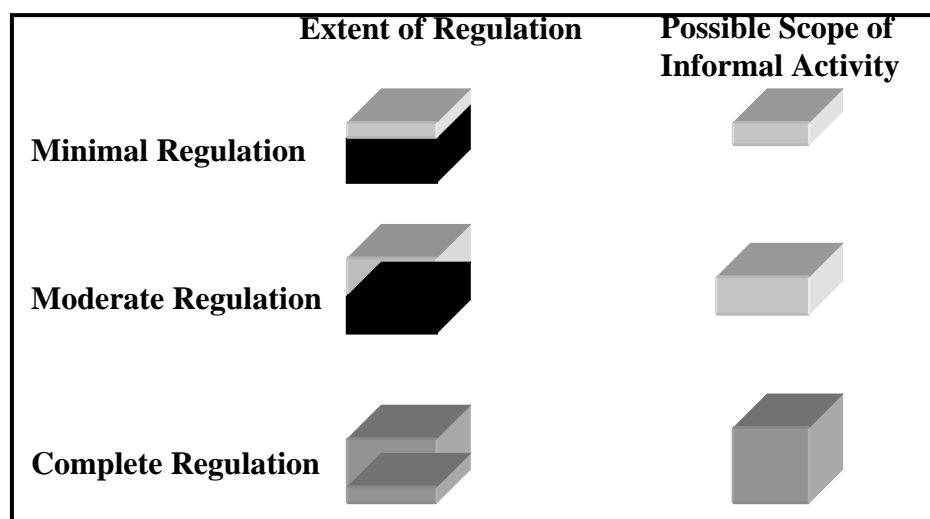 Extent of Regulation
Possible Scope of
Informal Activity
Minimal Regulation
Moderate Regulation
Complete Regulation